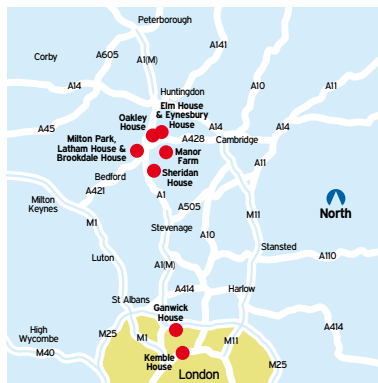 Peterborough
Corby
A605
A1(M)
A141
A14
Huntingdon
A10
A11
Elm House
& Eynesbury
House
Oakley
House
A45
A14
A14
A428
Cambridge
Milton Park,
Latham House &
Brookdale House
Manor
Farm
A11
Bedford
Sheridan
House
A421
A1
A505
Milton
Keynes
M1
M11
North
Stevenage
A10
Stansted
A110
Luton
A1(M)
A414
Harlow
St Albans
Ganwick
House
A414
High
Wycombe
M25
M1
M11
M40
Kemble
House
M25
London